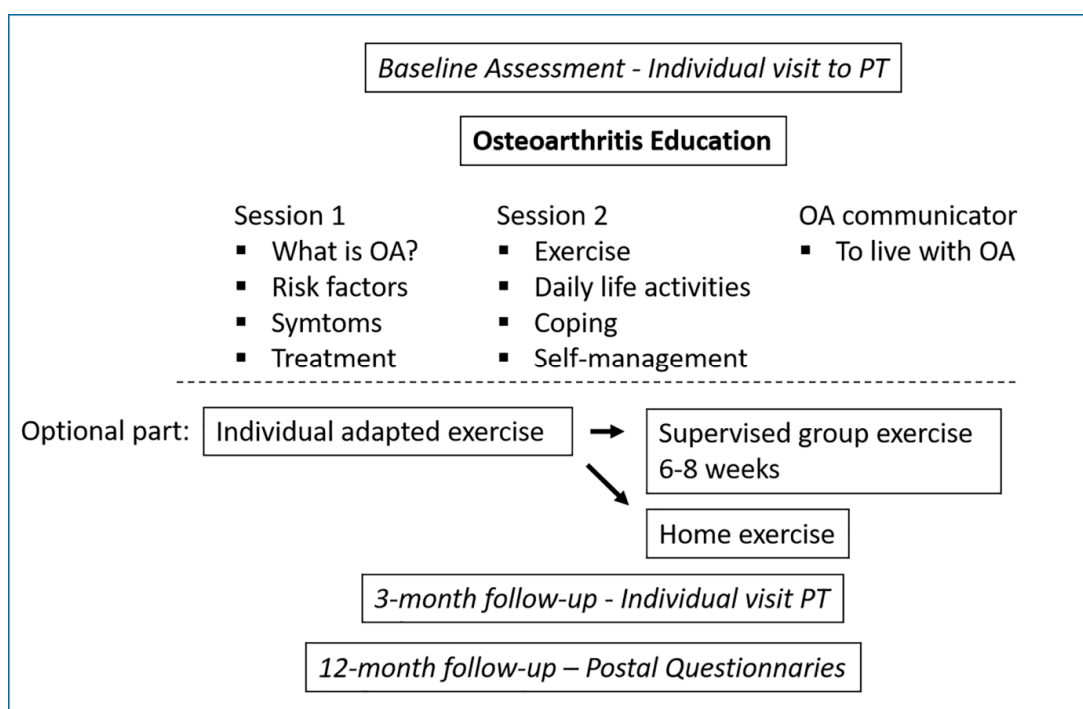 Baseline Assessment - Individual visit to PT
Osteoarthritis Education
Session 1
▪ What is OA?
▪ Risk factors
▪ Symtoms
▪ Treatment
Session 2
▪ Exercise
▪ Daily life activities
▪ Coping
▪ Self-management
OA communicator
▪ To live with OA
Optional part:
Individual adapted exercise
Supervised group exercise
6-8 weeks
Home exercise
3-month follow-up - Individual visit PT
12-month follow-up – Postal Questionnaries